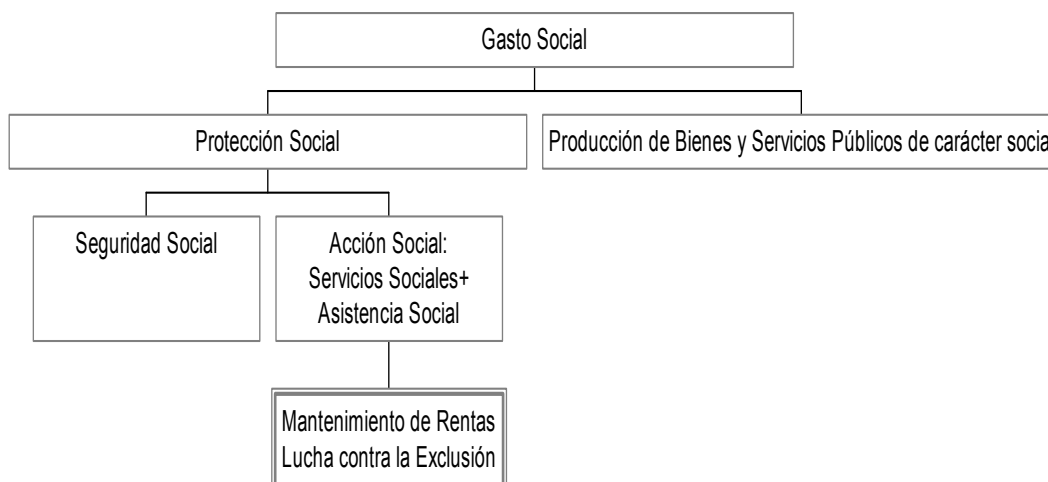 Gasto Social
Protección Social
Producción de Bienes y Servicios Públicos de carácter socia
Seguridad Social
Acción Social:
Servicios Sociales+
Asistencia Social
Mantenimiento de Rentas
Lucha contra la Exclusión